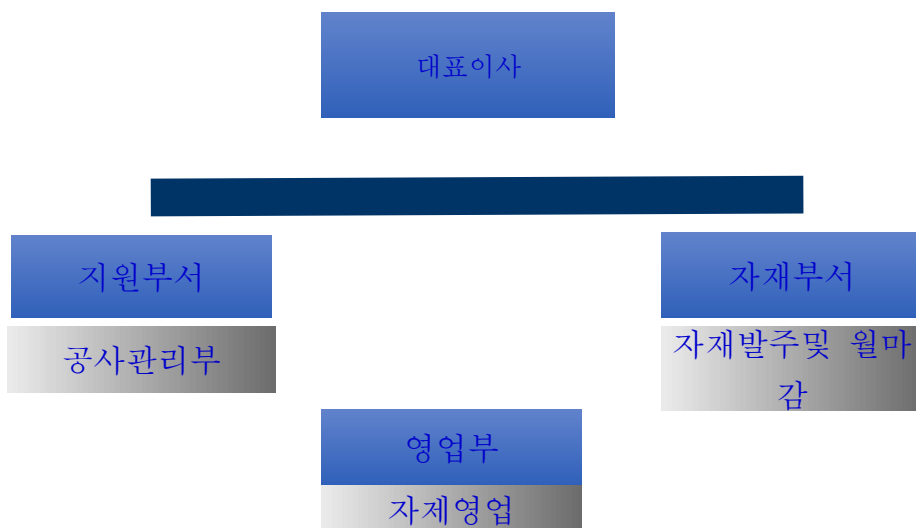 대표이사
지원부서
공사관리부
자재부서
자재발주및 월마
감
영업부
자제영업